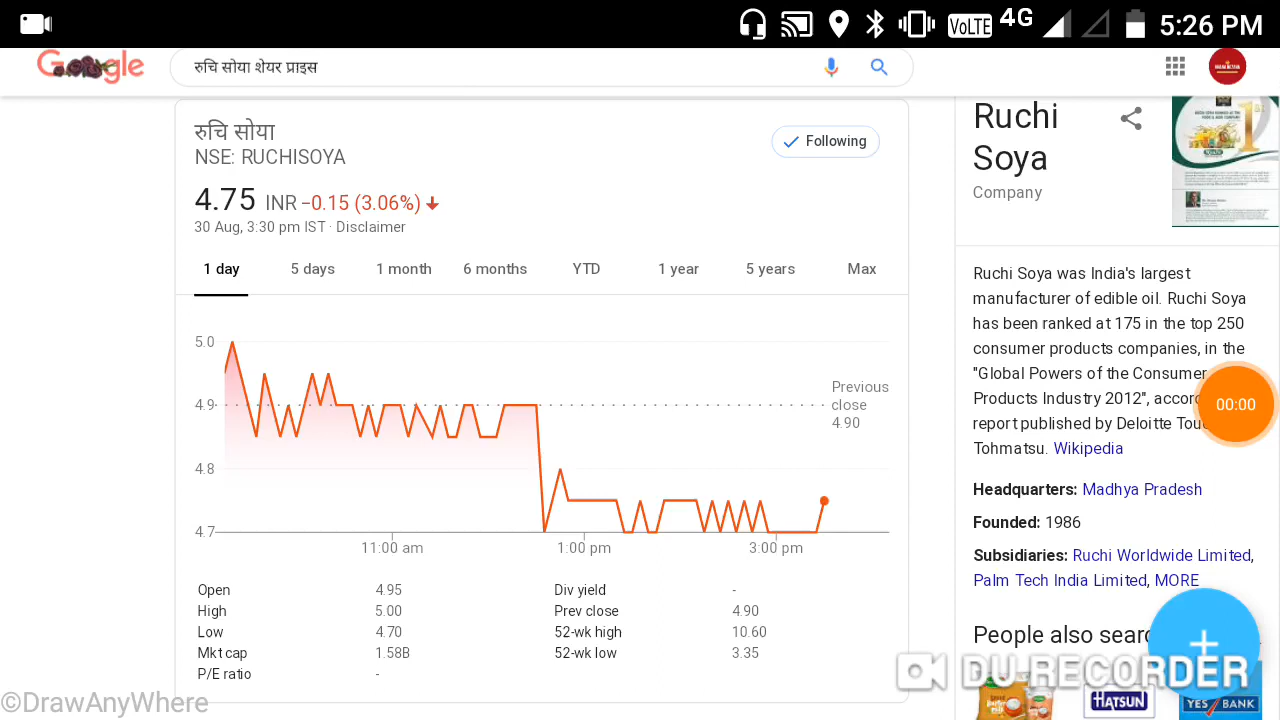 VoLTE 4G 5:26 PM
Google रुचि सोया शेयर प्राइस
रुचि सोया
NSE: RUCHISOYA
Following
4.75 INR −0.15 (3.06%)
30 Aug, 3:30 pm IST · Disclaimer
1 day 5 days 1 month 6 months YTD 1 year 5 years Max
5.0
4.9
4.8
4.7
Previous
close
4.90
11:00 am 1:00 pm 3:00 pm
Open 4.95 Div yield -
High 5.00 Prev close 4.90
Low 4.70 52-wk high 10.60
Mkt cap 1.58B 52-wk low 3.35
P/E ratio -
Ruchi
Soya
Company
Ruchi Soya was India's largest
manufacturer of edible oil. Ruchi Soya
has been ranked at 175 in the top 250
consumer products companies, in the
"Global Powers of the Consumer
Products Industry 2012",
report published by Deloitte
Tohmatsu. Wikipedia
00:00
Headquarters: Madhya Pradesh
Founded: 1986
Subsidiaries: Ruchi Worldwide Limited,
Palm Tech India Limited, MORE
People also
DU-RECORDER
HATSUN
YES BANK
©DrawAnyWhere